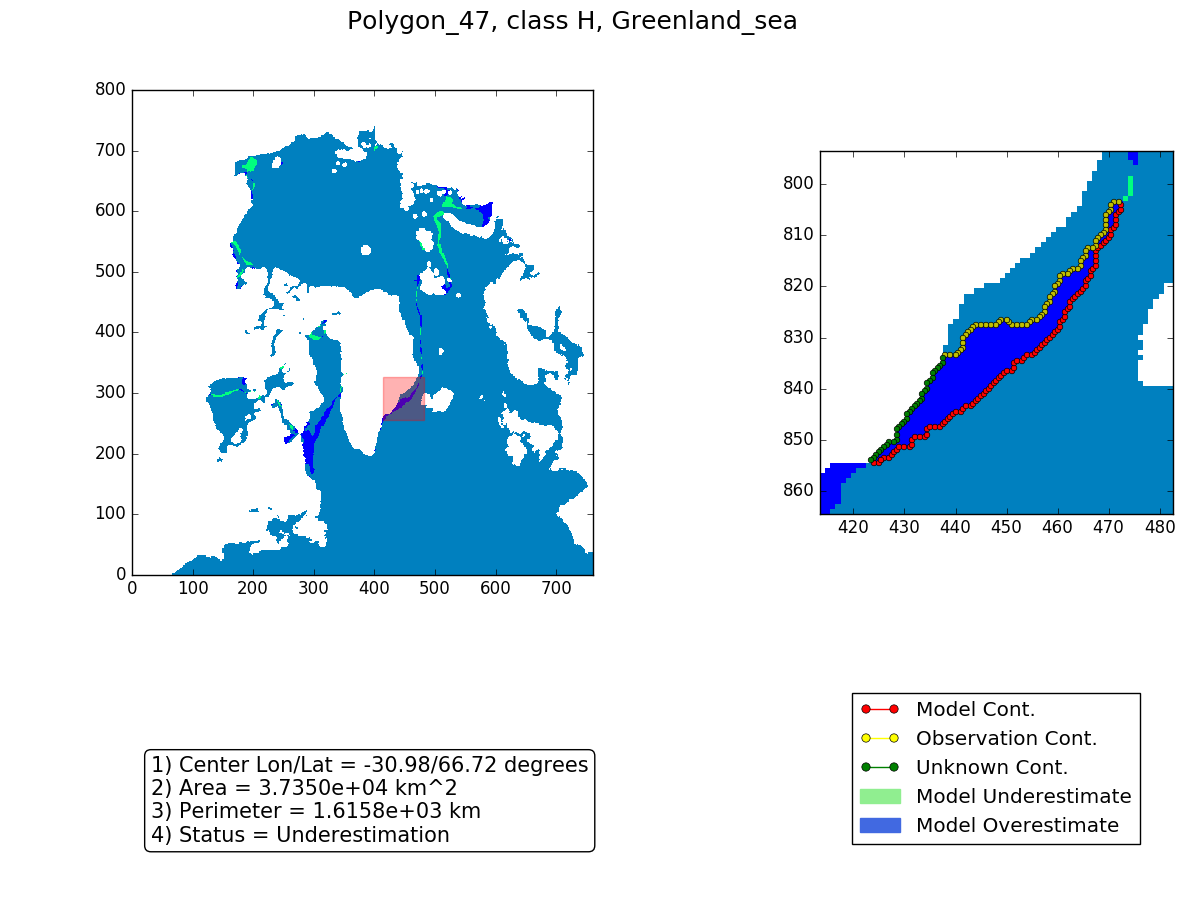 Polygon_47, class H, Greenland_sea
800
700
600
500
400
300
200
100
0
0 100 200 300 400 500 600 700
800
810
820
830
840
850
860
420 430 440 450 460 470 480
1) Center Lon/Lat = -30.98/66.72 degrees
2) Area = 3.7350e+04 km^2
3) Perimeter = 1.6158e+03 km
4) Status = Underestimation
Model Cont.
Observation Cont.
Unknown Cont.
Model Underestimate
Model Overestimate